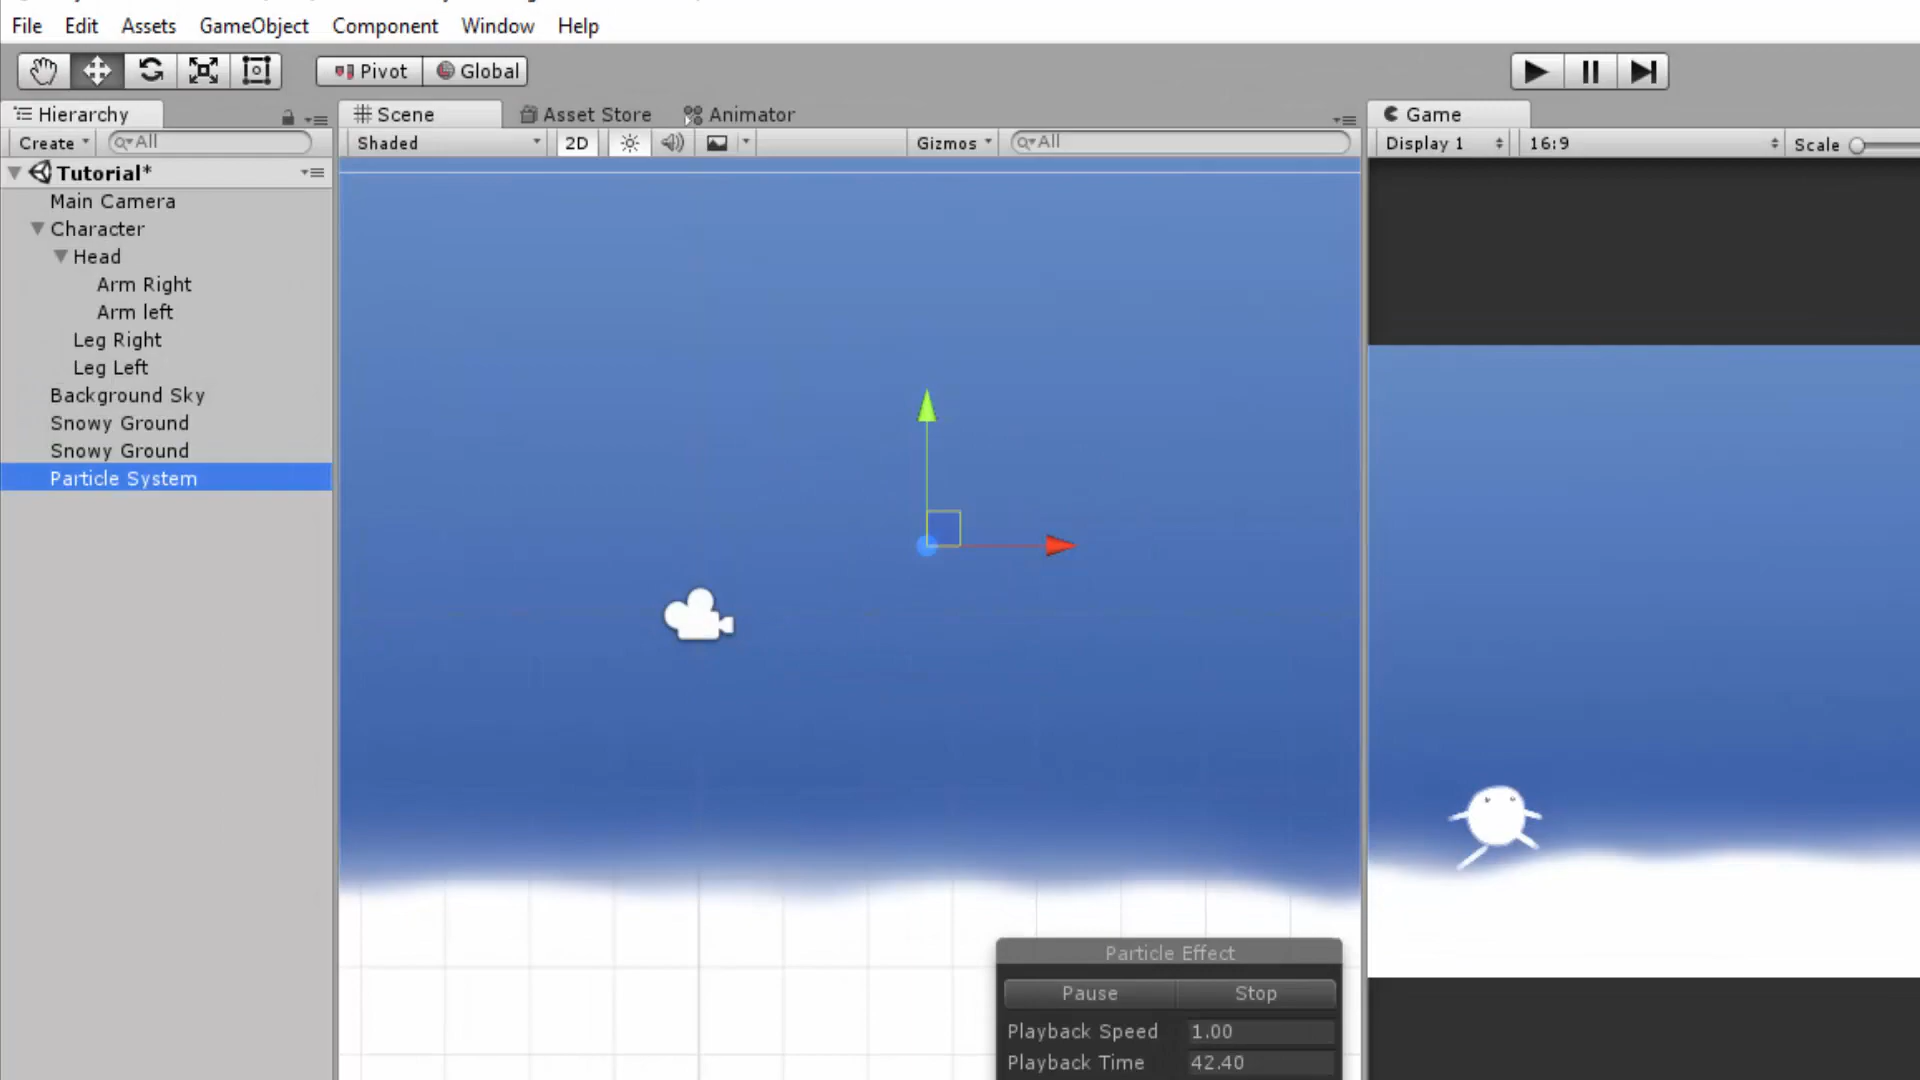 File Edit Assets GameObject Component Window Help
Pivot Global
Hierarchy
Scene Asset Store Animator
Game
Create All
Shaded 2D Gizmos All
Display 1 16:9 Scale
Tutorial*
Main Camera
Character
Head
Arm Right
Arm left
Leg Right
Leg Left
Background Sky
Snowy Ground
Snowy Ground
Particle System
Particle Effect
Pause Stop
Playback Speed 1.00
Playback Time 42.40